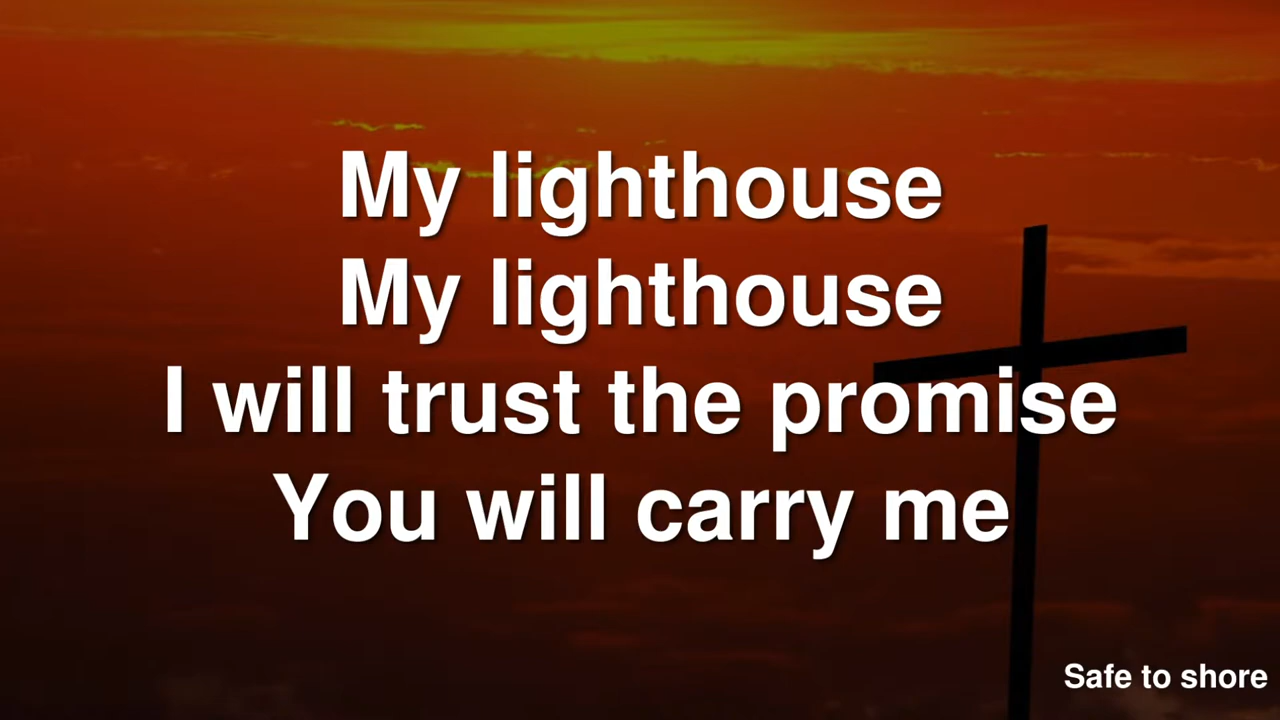 My lighthouse
My lighthouse
I will trust the promise
You will carry me
Safe to shore